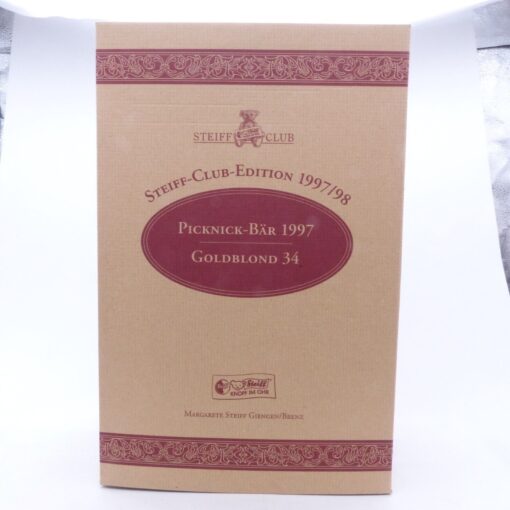 STEIFF CLUB
STEIFF-CLUB-EDITION 1997/98
PICKNICK-BÄR 1997
GOLDBLOND 34
Steiff
KNOPF IM OHR
MARGARETE STEIFF GIENGEN/BRENZ